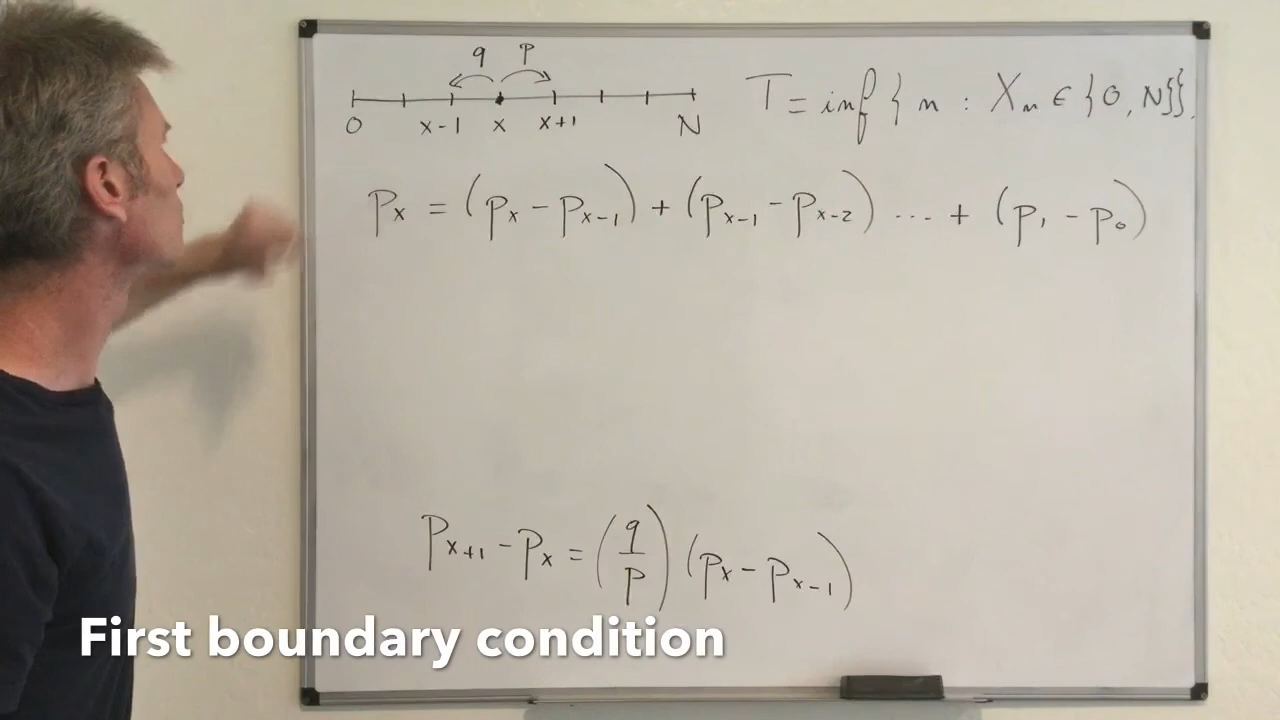 q p
0 x-1 x x+1 N
T = inf { n : Xₙ ∈ {0, N}}.
pₓ = (pₓ - pₓ₋₁) + (pₓ₋₁ - pₓ₋₂) ... + (p₁ - p₀)
pₓ₊₁ - pₓ = (q/p) (pₓ - pₓ₋₁)
First boundary condition